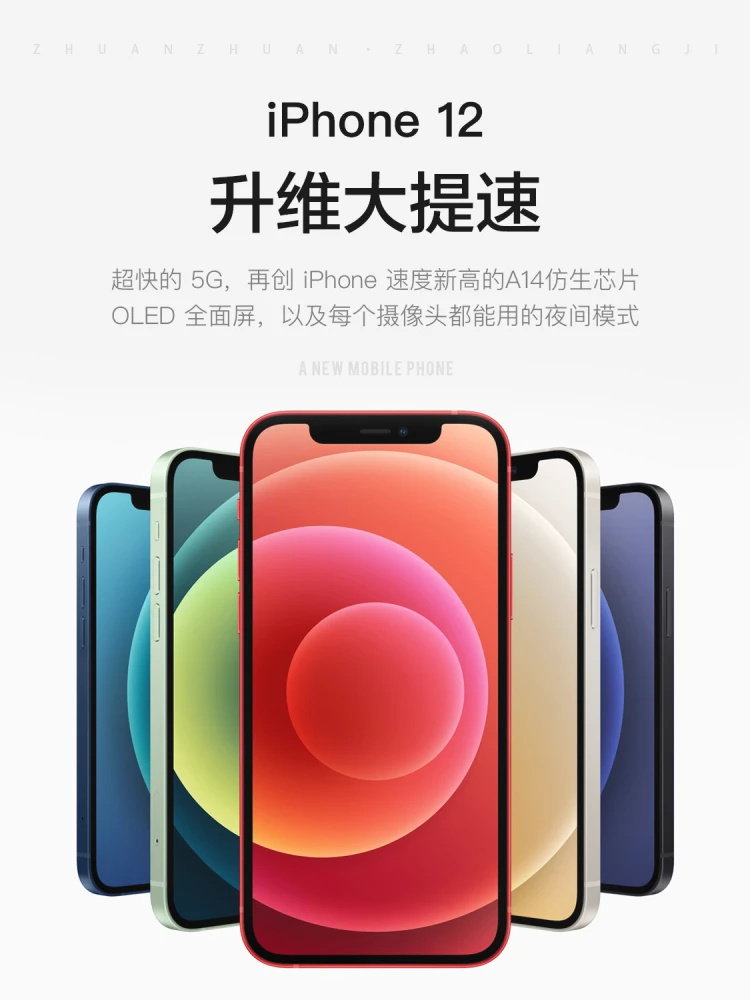 ZHUANZHUAN·ZHAOLIANGJI
iPhone 12
升维大提速
超快的 5G，再创 iPhone 速度新高的A14仿生芯片
OLED 全面屏，以及每个摄像头都能用的夜间模式
A NEW MOBILE PHONE